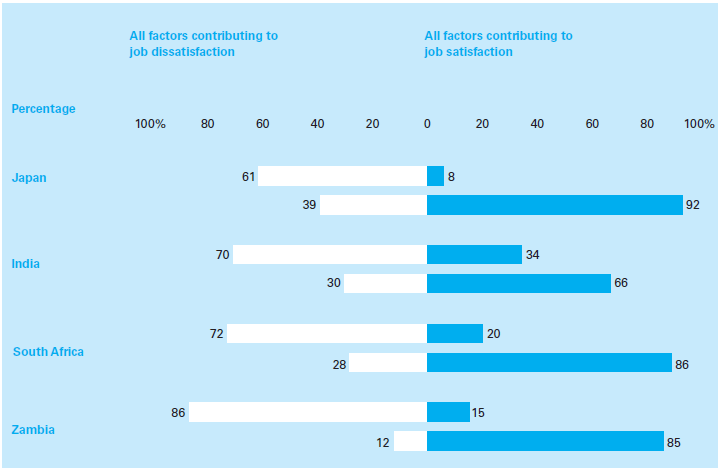 All factors contributing to
job dissatisfaction
All factors contributing to
job satisfaction
Percentage
100% 80 60 40 20 0 20 40 60 80 100%
Japan
61 8
39 92
India
70 34
30 66
South Africa
72 20
28 86
Zambia
86 15
12 85